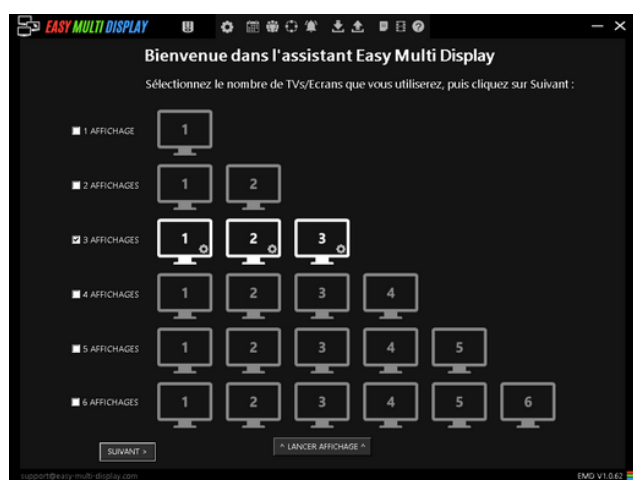 EASY MULTI DISPLAY
Bienvenue dans l'assistant Easy Multi Display
Sélectionnez le nombre de TVs/Ecrans que vous utiliserez, puis cliquez sur Suivant :
1 AFFICHAGE 1
2 AFFICHAGES 1 2
3 AFFICHAGES 1 2 3
4 AFFICHAGES 1 2 3 4
5 AFFICHAGES 1 2 3 4 5
6 AFFICHAGES 1 2 3 4 5 6
SUIVANT > ^ LANCER AFFICHAGE ^
support@easy-multi-display.com EMD V1.0.62